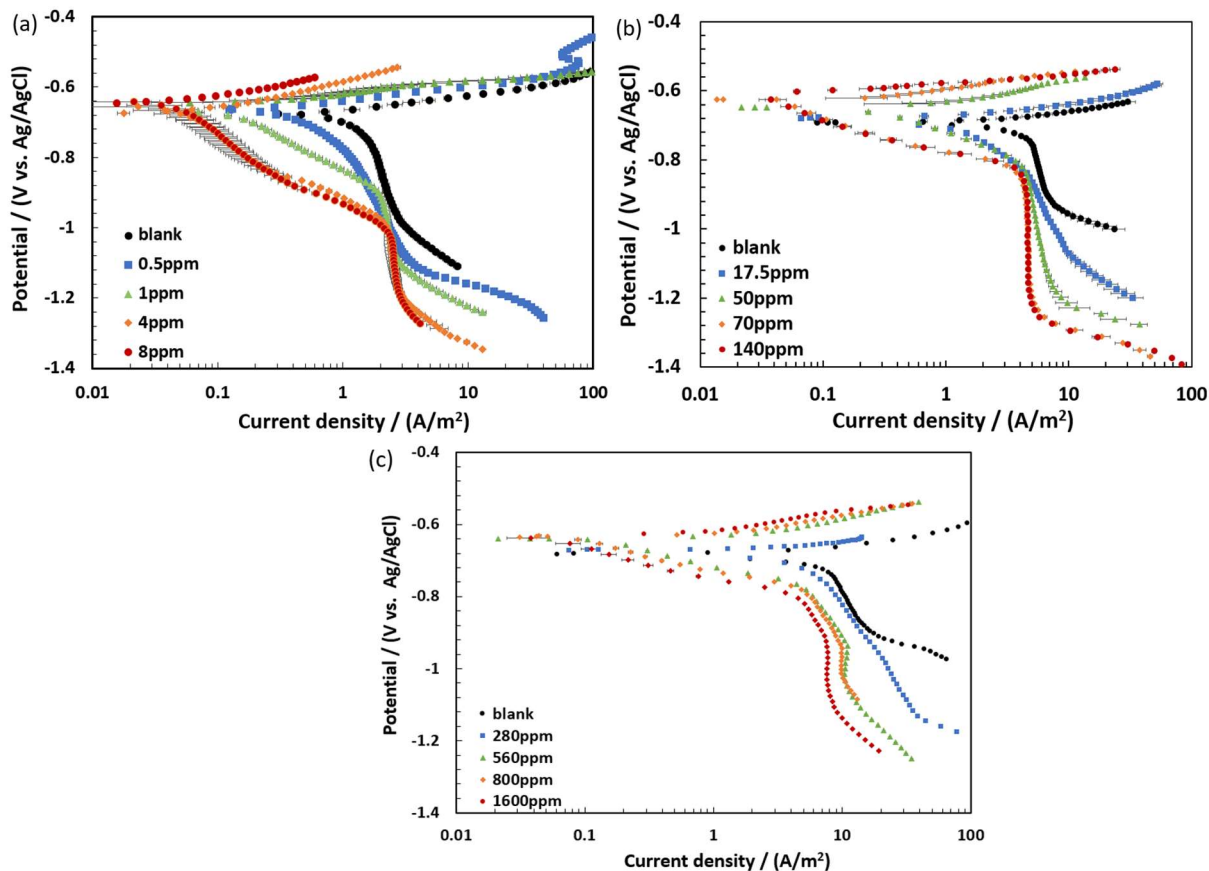 (a)
-0.4
-0.6
-0.8
-1
-1.2
-1.4
Potential / (V vs. Ag/AgCl)
blank
0.5ppm
1ppm
4ppm
8ppm
0.01
0.1
1
10
100
Current density / (A/m²)
(b)
-0.4
-0.6
-0.8
-1
-1.2
-1.4
Potential / (V vs. Ag/AgCl)
blank
17.5ppm
50ppm
70ppm
140ppm
0.01
0.1
1
10
100
Current density / (A/m²)
(c)
-0.4
-0.6
-0.8
-1
-1.2
-1.4
Potential / (V vs. Ag/AgCl)
blank
280ppm
560ppm
800ppm
1600ppm
0.01
0.1
1
10
100
Current density / (A/m²)